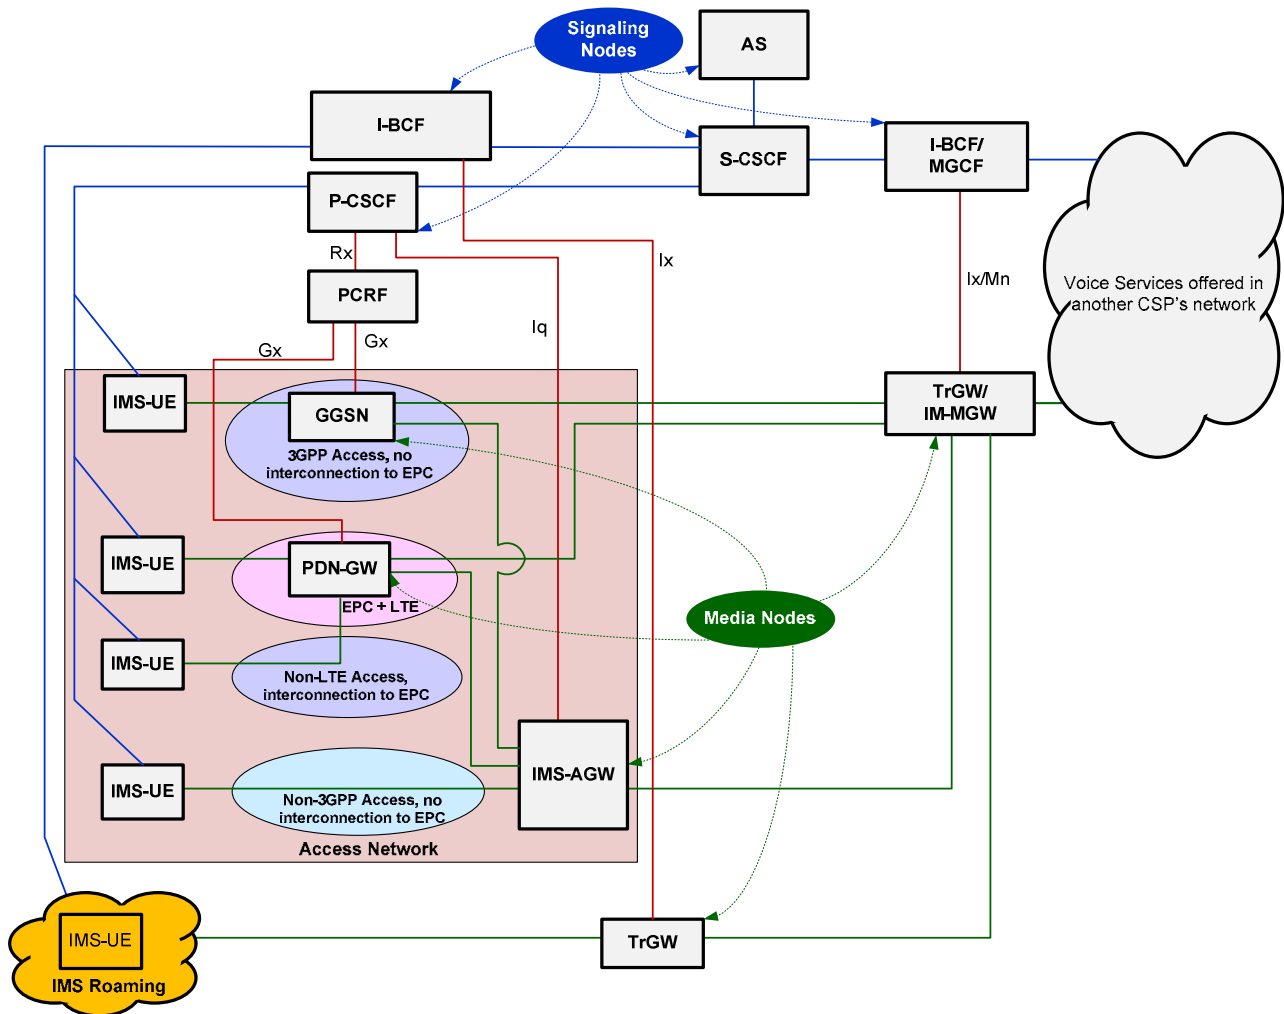 Signaling
Nodes
AS
I-BCF
S-CSCF
I-BCF/
MGCF
P-CSCF
Rx
Ix
Ix/Mn
Voice Services offered in
another CSP's network
PCRF
Iq
Gx
Gx
IMS-UE
GGSN
TrGW/
IM-MGW
3GPP Access, no
interconnection to EPC
IMS-UE
PDN-GW
EPC + LTE
Media Nodes
IMS-UE
Non-LTE Access,
interconnection to EPC
IMS-AGW
IMS-UE
Non-3GPP Access, no
interconnection to EPC
Access Network
IMS-UE
TrGW
IMS Roaming